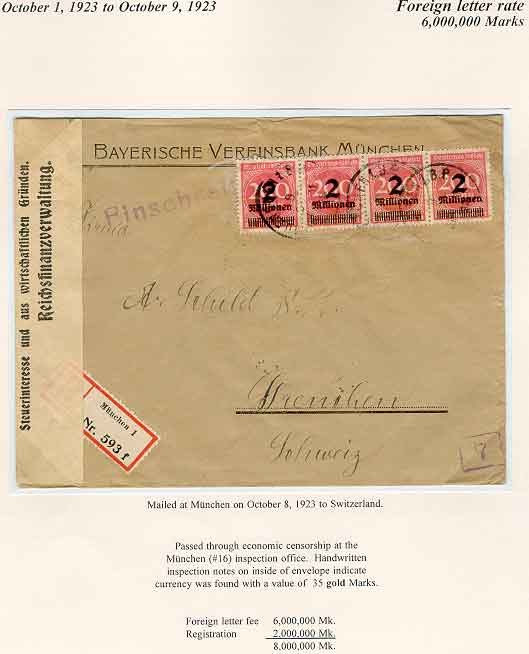 October 1, 1923 to October 9, 1923
Foreign letter rate
6,000,000 Marks
BAYERISCHE VEREINSBANK, MÜNCHEN
Einschreiben
Firma
2 2 2 2
Millionen Millionen Millionen Millionen
Steuerinteresse und aus wirtschaftlichen Gründen.
Reichsfinanzverwaltung.
A. Schild
Grenchen
Schweiz
München 1
Nr. 593 f
Mailed at München on October 8, 1923 to Switzerland.
Passed through economic censorship at the
München (#16) inspection office. Handwritten
inspection notes on inside of envelope indicate
currency was found with a value of 35 gold Marks.
Foreign letter fee 6,000,000 Mk.
Registration 2,000,000 Mk.
8,000,000 Mk.